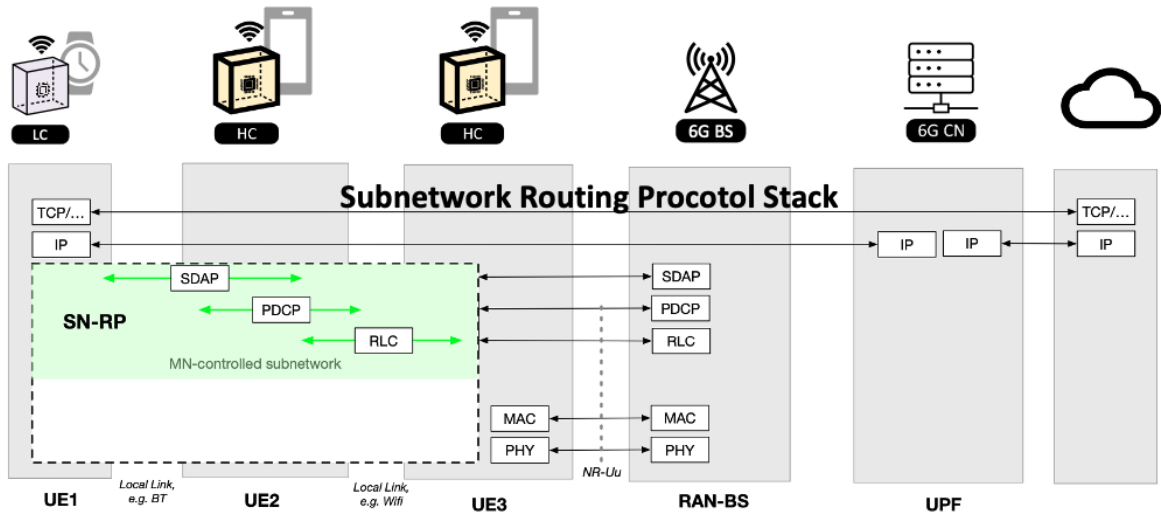 LC
HC
HC
6G BS
6G CN
Subnetwork Routing Procotol Stack
TCP/...
TCP/...
IP
IP
IP
IP
SDAP
SDAP
SN-RP
PDCP
PDCP
RLC
RLC
MN-controlled subnetwork
MAC
MAC
PHY
PHY
NR-Uu
UE1
Local Link,
e.g. BT
UE2
Local Link,
e.g. Wifi
UE3
RAN-BS
UPF